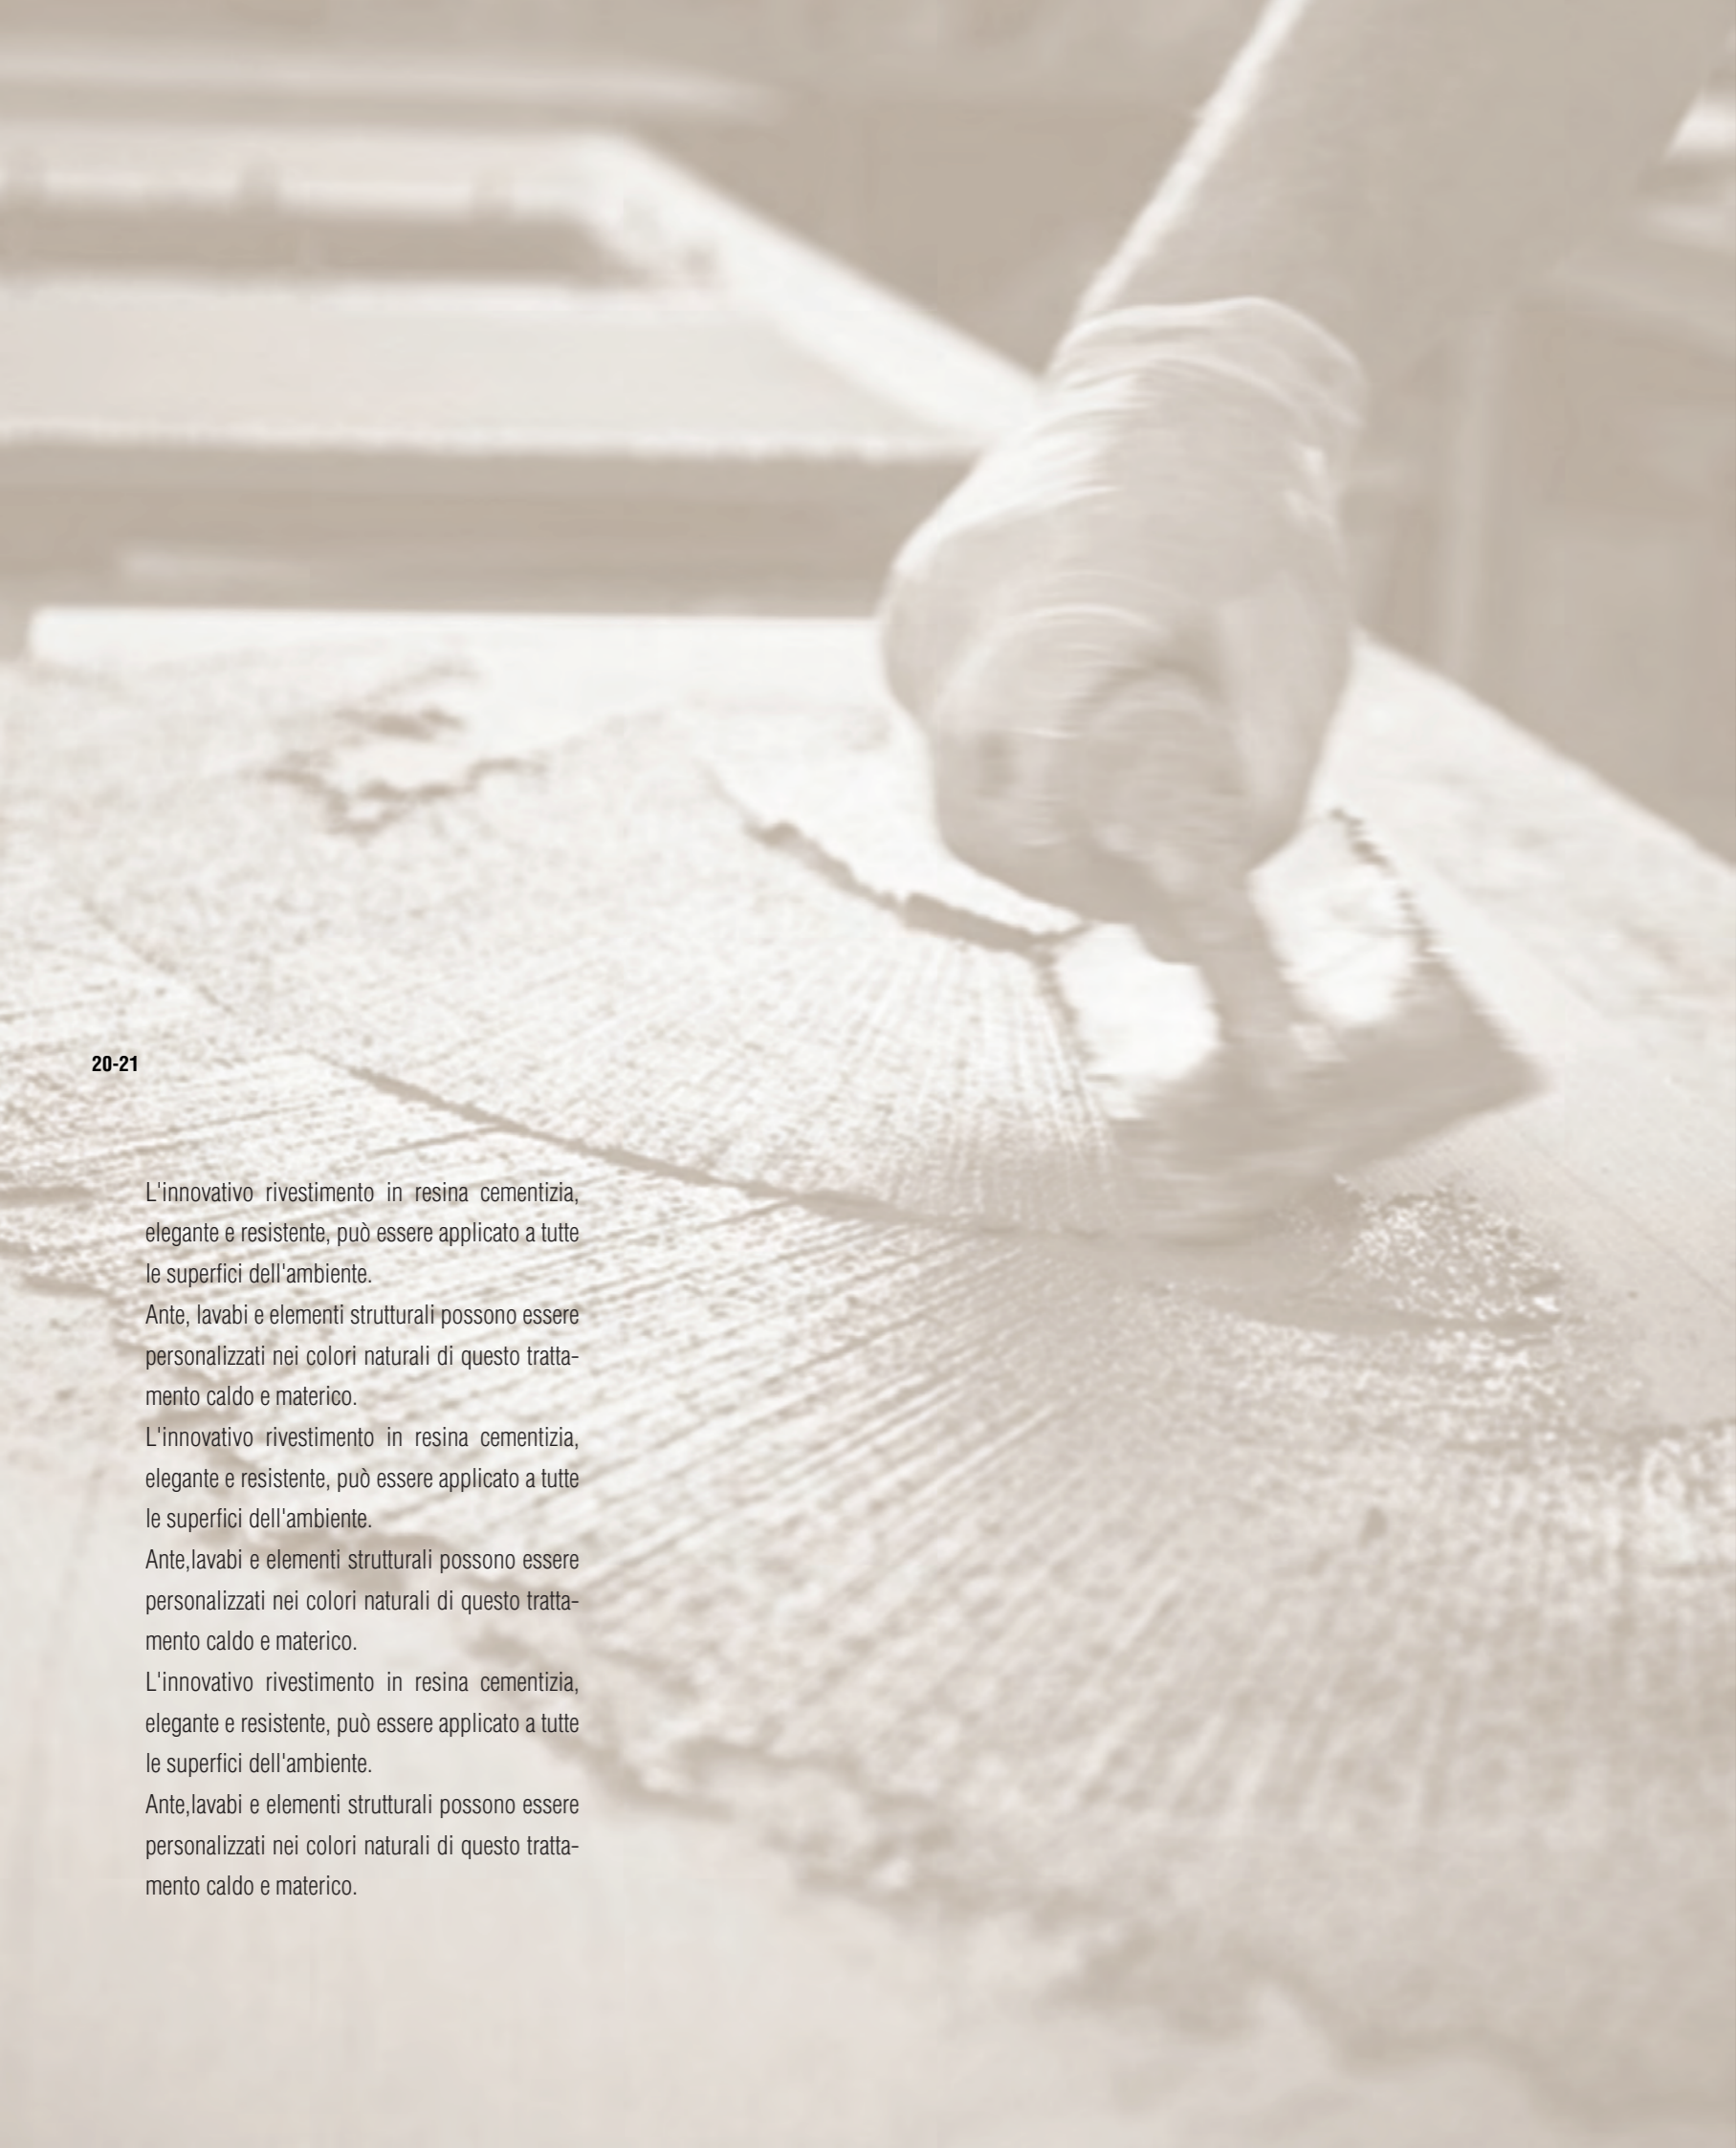 20-21
L'innovativo rivestimento in resina cementizia,
elegante e resistente, può essere applicato a tutte
le superfici dell'ambiente.
Ante, lavabi e elementi strutturali possono essere
personalizzati nei colori naturali di questo tratta-
mento caldo e materico.
L'innovativo rivestimento in resina cementizia,
elegante e resistente, può essere applicato a tutte
le superfici dell'ambiente.
Ante,lavabi e elementi strutturali possono essere
personalizzati nei colori naturali di questo tratta-
mento caldo e materico.
L'innovativo rivestimento in resina cementizia,
elegante e resistente, può essere applicato a tutte
le superfici dell'ambiente.
Ante,lavabi e elementi strutturali possono essere
personalizzati nei colori naturali di questo tratta-
mento caldo e materico.